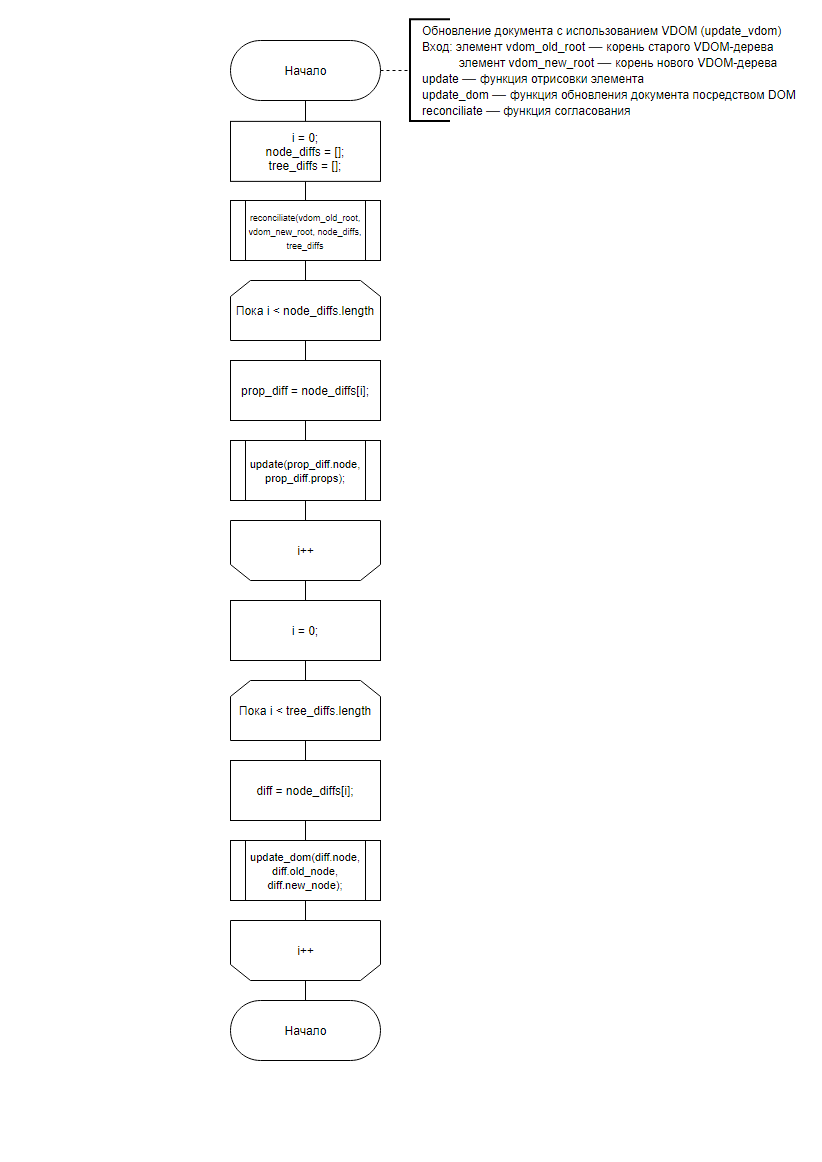 Обновление документа с использованием VDOM (update_vdom)
Вход: элемент vdom_old_root –– корень старого VDOM-дерева
элемент vdom_new_root –– корень нового VDOM-дерева
update –– функция отрисовки элемента
update_dom –– функция обновления документа посредством DOM
reconciliate –– функция согласования
Начало
i = 0;
node_diffs = [];
tree_diffs = [];
reconciliate(vdom_old_root,
vdom_new_root, node_diffs,
tree_diffs
Пока i < node_diffs.length
prop_diff = node_diffs[i];
update(prop_diff.node,
prop_diff.props);
i++
i = 0;
Пока i < tree_diffs.length
diff = node_diffs[i];
update_dom(diff.node,
diff.old_node,
diff.new_node);
i++
Начало